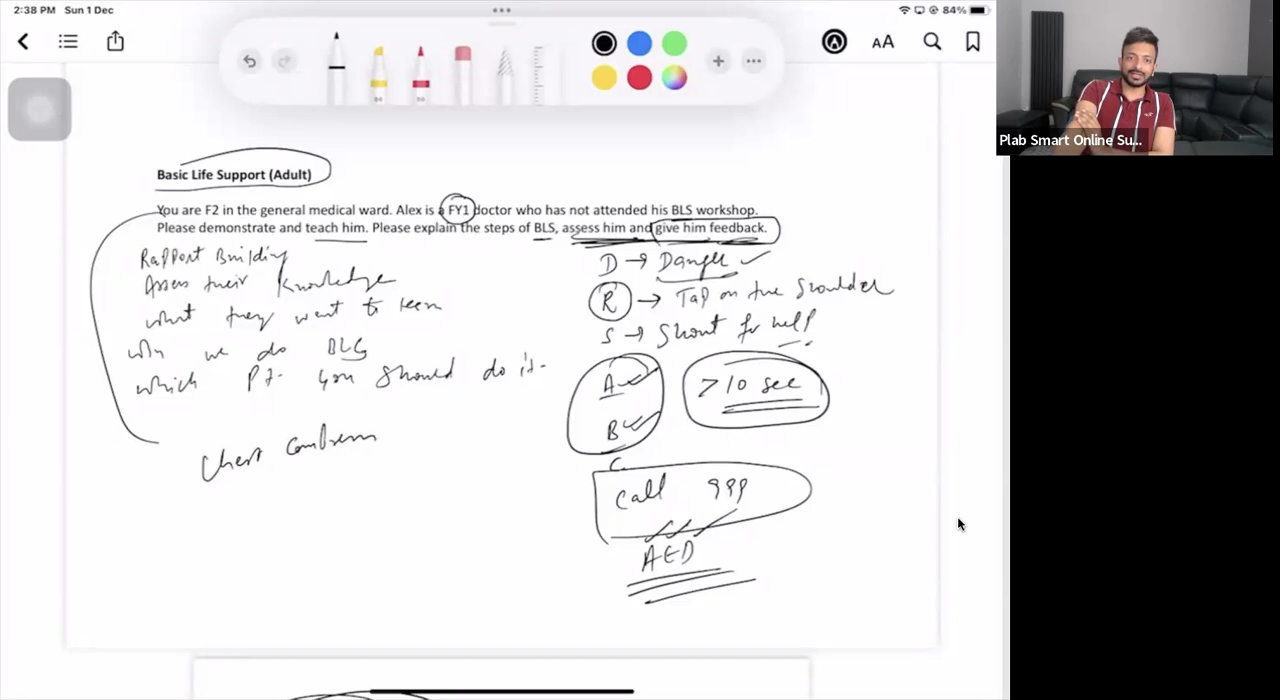 2:38 PM Sun 1 Dec
84%
AA
Plab Smart Online Su...
Basic Life Support (Adult)
You are F2 in the general medical ward. Alex is a FY1 doctor who has not attended his BLS workshop.
Please demonstrate and teach him. Please explain the steps of BLS, assess him and give him feedback.
Rapport Building
Assess their knowledge
what they want to learn
why we do BLS
which Pt. you should do it.
Chest
D → Danger ✓
R → Tap on the shoulder
S → Shout for help
A
B
> 10 sec
C
Call 999
AED